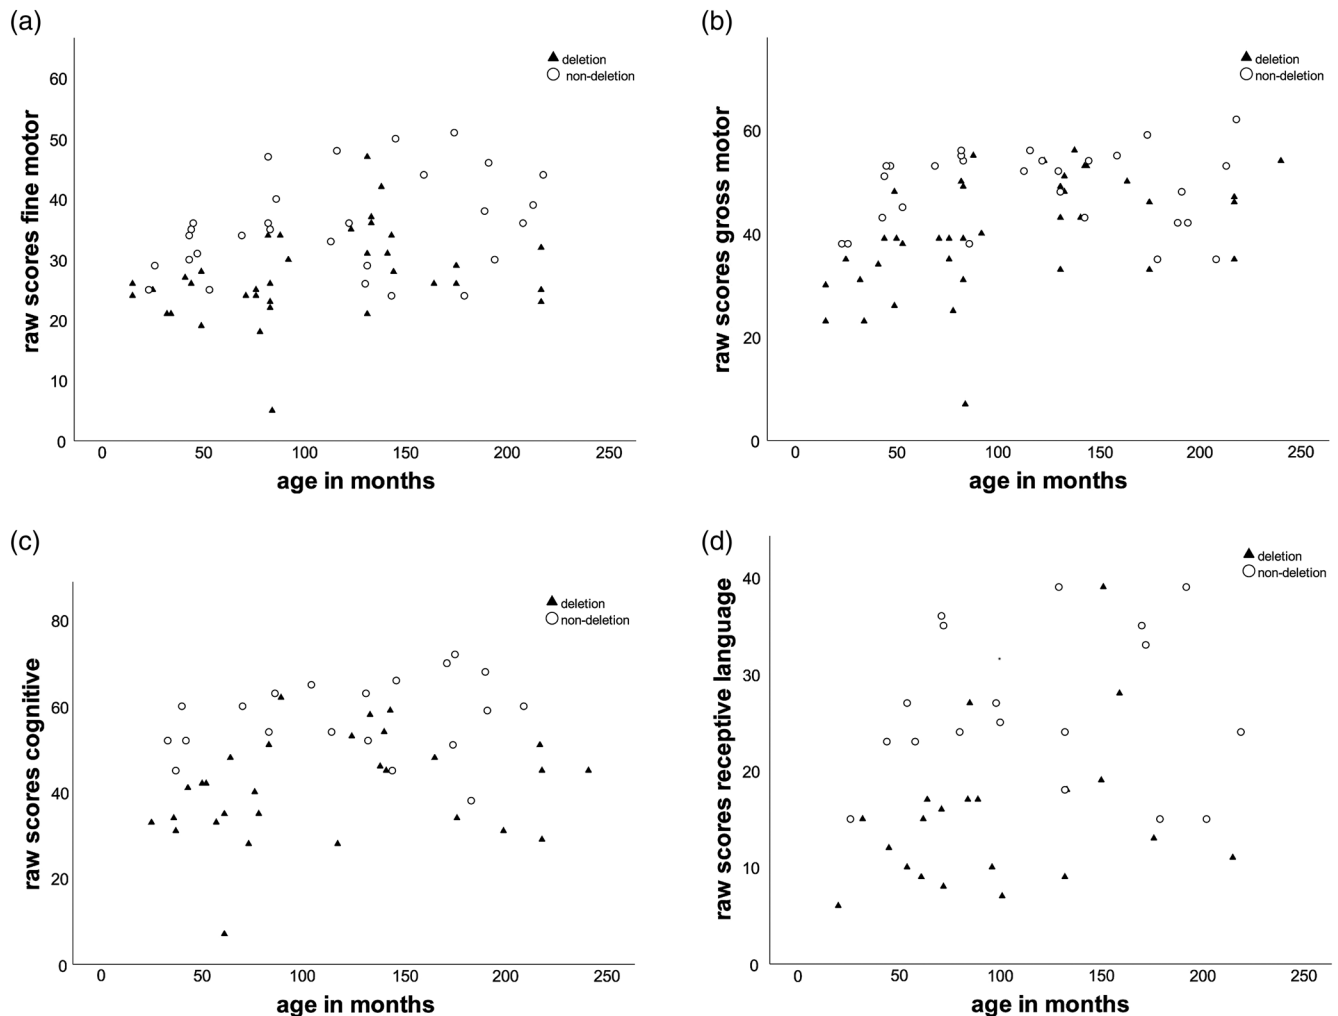 (a)
deletion
non-deletion
raw scores fine motor
60
50
40
30
20
10
0
0 50 100 150 200 250
age in months
(b)
deletion
non-deletion
raw scores gross motor
60
40
20
0
0 50 100 150 200 250
age in months
(c)
deletion
non-deletion
raw scores cognitive
80
60
40
20
0
0 50 100 150 200 250
age in months
(d)
deletion
non-deletion
raw scores receptive language
40
30
20
10
0
0 50 100 150 200 250
age in months